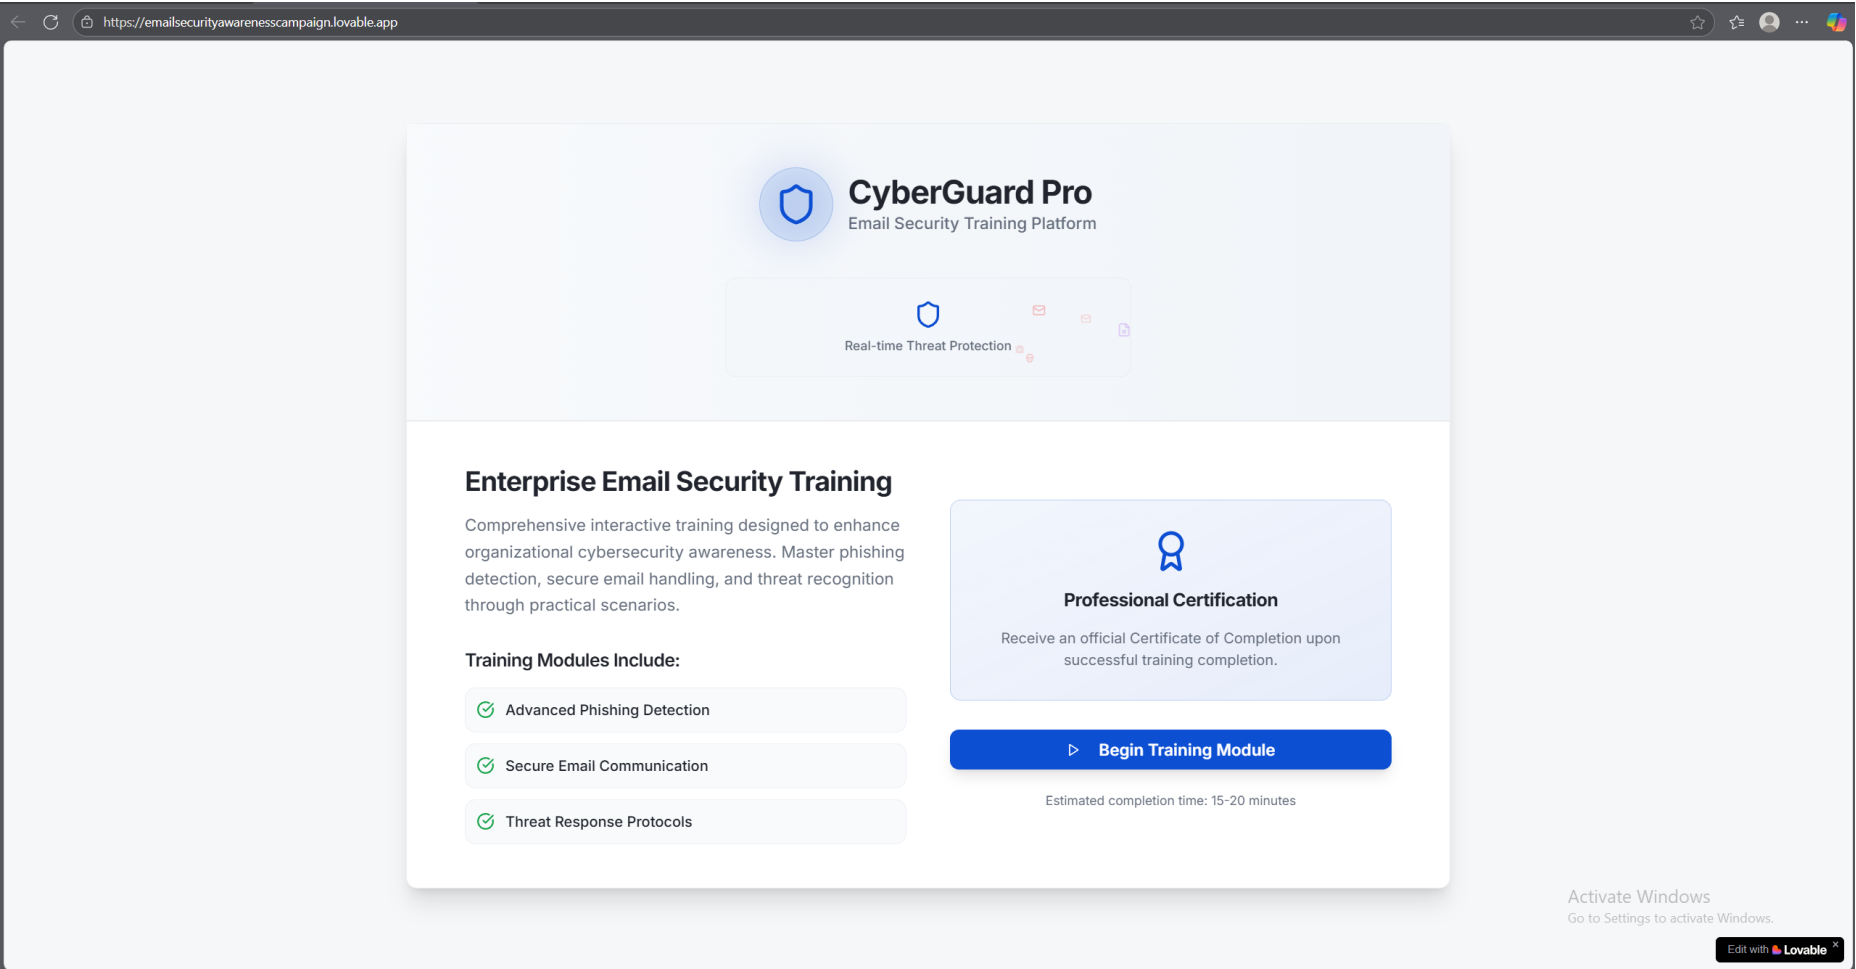 https://emailsecurityawarenesscampaign.lovable.app
CyberGuard Pro
Email Security Training Platform
Real-time Threat Protection
Enterprise Email Security Training
Comprehensive interactive training designed to enhance
organizational cybersecurity awareness. Master phishing
detection, secure email handling, and threat recognition
through practical scenarios.
Training Modules Include:
Advanced Phishing Detection
Secure Email Communication
Threat Response Protocols
Professional Certification
Receive an official Certificate of Completion upon
successful training completion.
Begin Training Module
Estimated completion time: 15-20 minutes
Activate Windows
Go to Settings to activate Windows.
Edit with Lovable